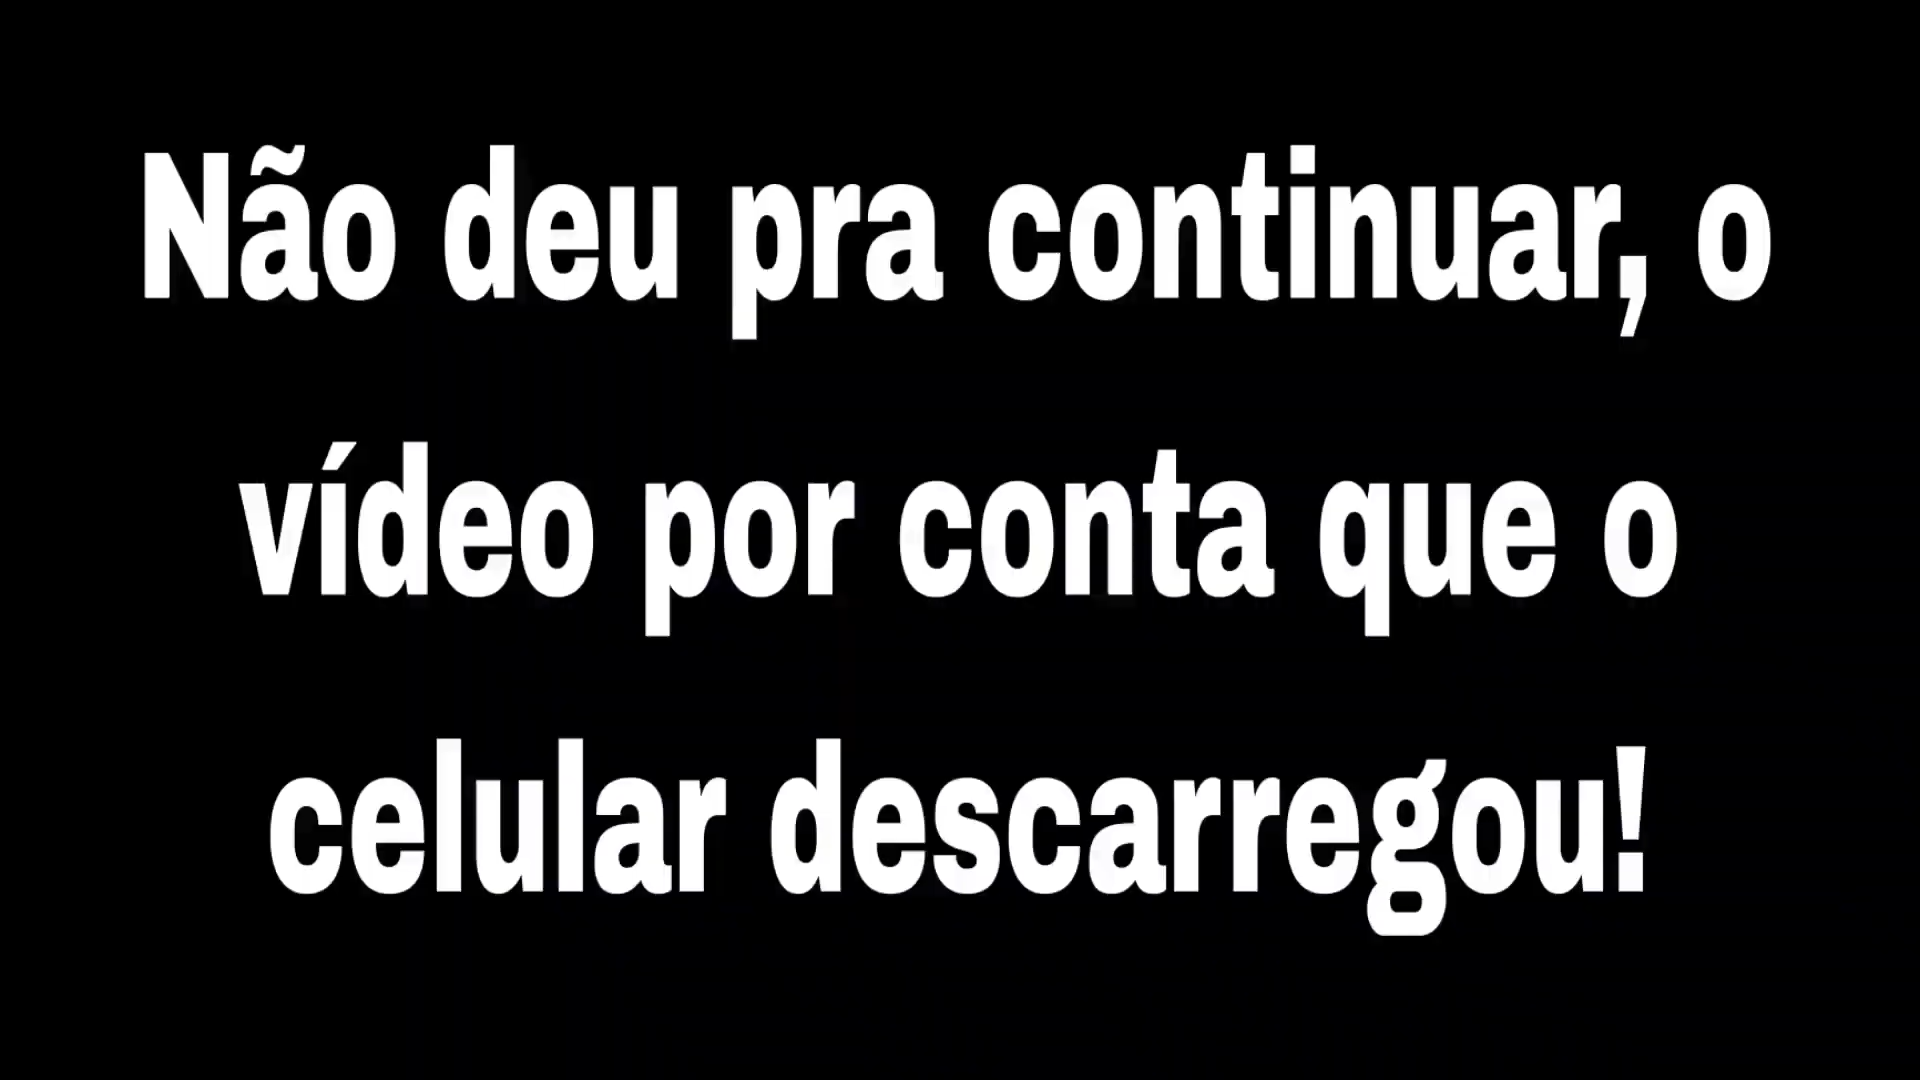 Não deu pra continuar, o
vídeo por conta que o
celular descarregou!